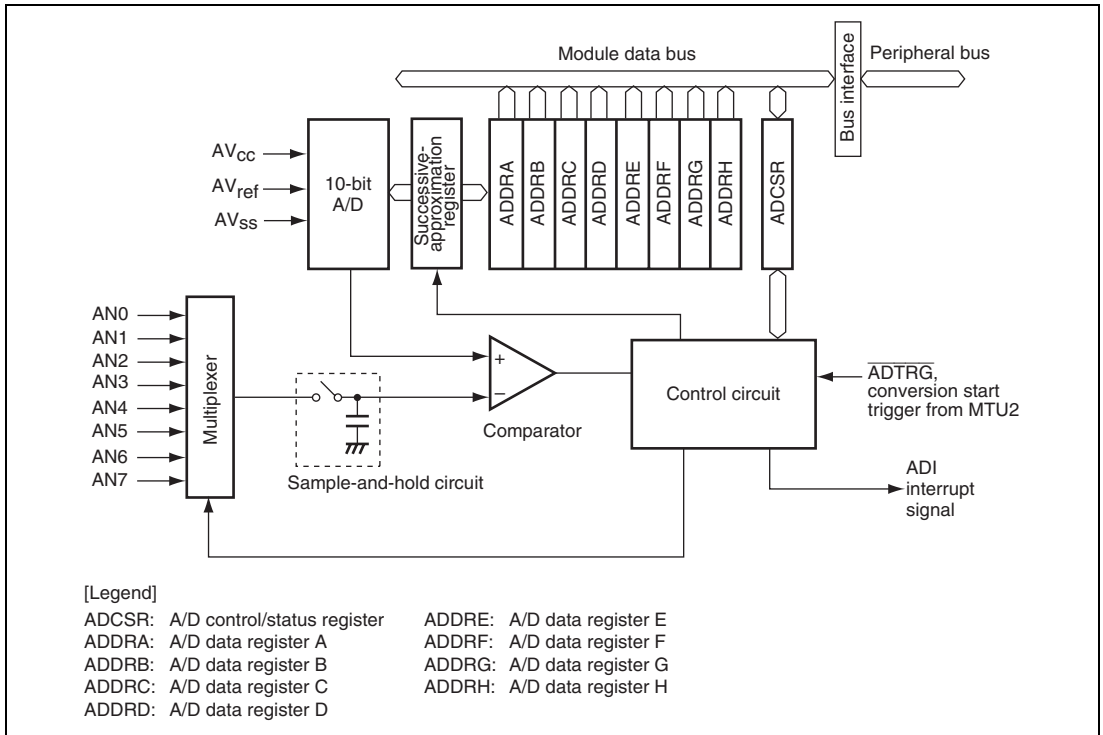 Module data bus
Peripheral bus
Bus interface
AVcc
AVref
AVss
10-bit
A/D
Successive-
approximation
register
ADDRA
ADDRB
ADDRC
ADDRD
ADDRE
ADDRF
ADDRG
ADDRH
ADCSR
AN0
AN1
AN2
AN3
AN4
AN5
AN6
AN7
Multiplexer
+
−
Comparator
Sample-and-hold circuit
Control circuit
ADTRG,
conversion start
trigger from MTU2
ADI
interrupt
signal
[Legend]
ADCSR: A/D control/status register
ADDRA: A/D data register A
ADDRB: A/D data register B
ADDRC: A/D data register C
ADDRD: A/D data register D
ADDRE: A/D data register E
ADDRF: A/D data register F
ADDRG: A/D data register G
ADDRH: A/D data register H